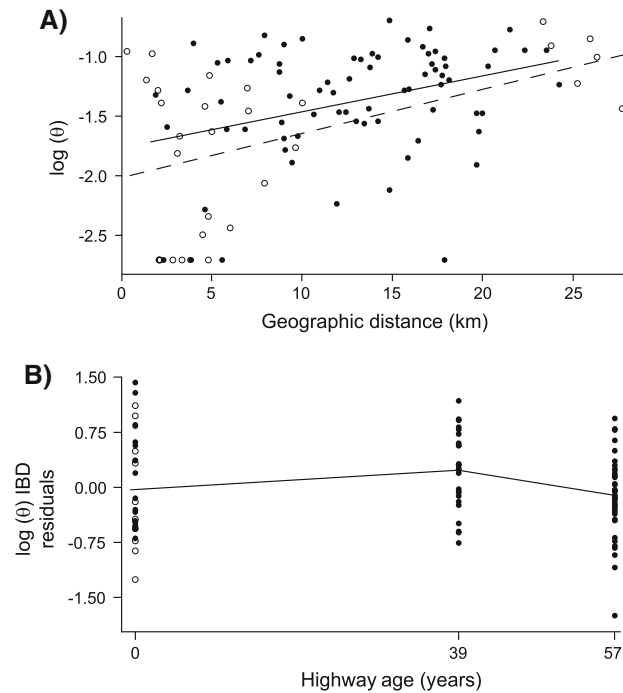 A)
-1.0
-1.5
-2.0
-2.5
log (θ)
0 5 10 15 20 25
Geographic distance (km)
B)
1.50
0.75
0.00
-0.75
-1.50
log (θ) IBD
residuals
0 39 57
Highway age (years)